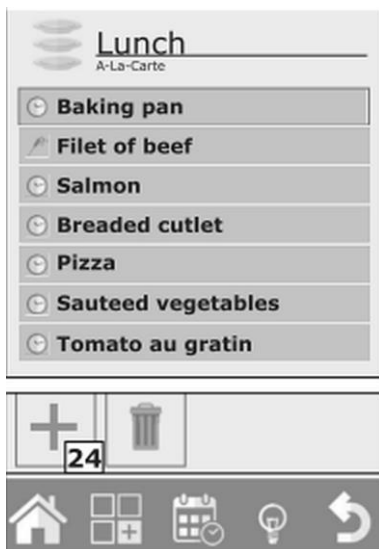 Lunch
A-La-Carte
Baking pan
Filet of beef
Salmon
Breaded cutlet
Pizza
Sauteed vegetables
Tomato au gratin
24